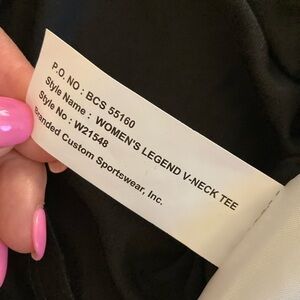 P.O. NO : BCS 55160
Style Name : WOMEN'S LEGEND V-NECK TEE
Style No : W21548
Branded Custom Sportswear, Inc.